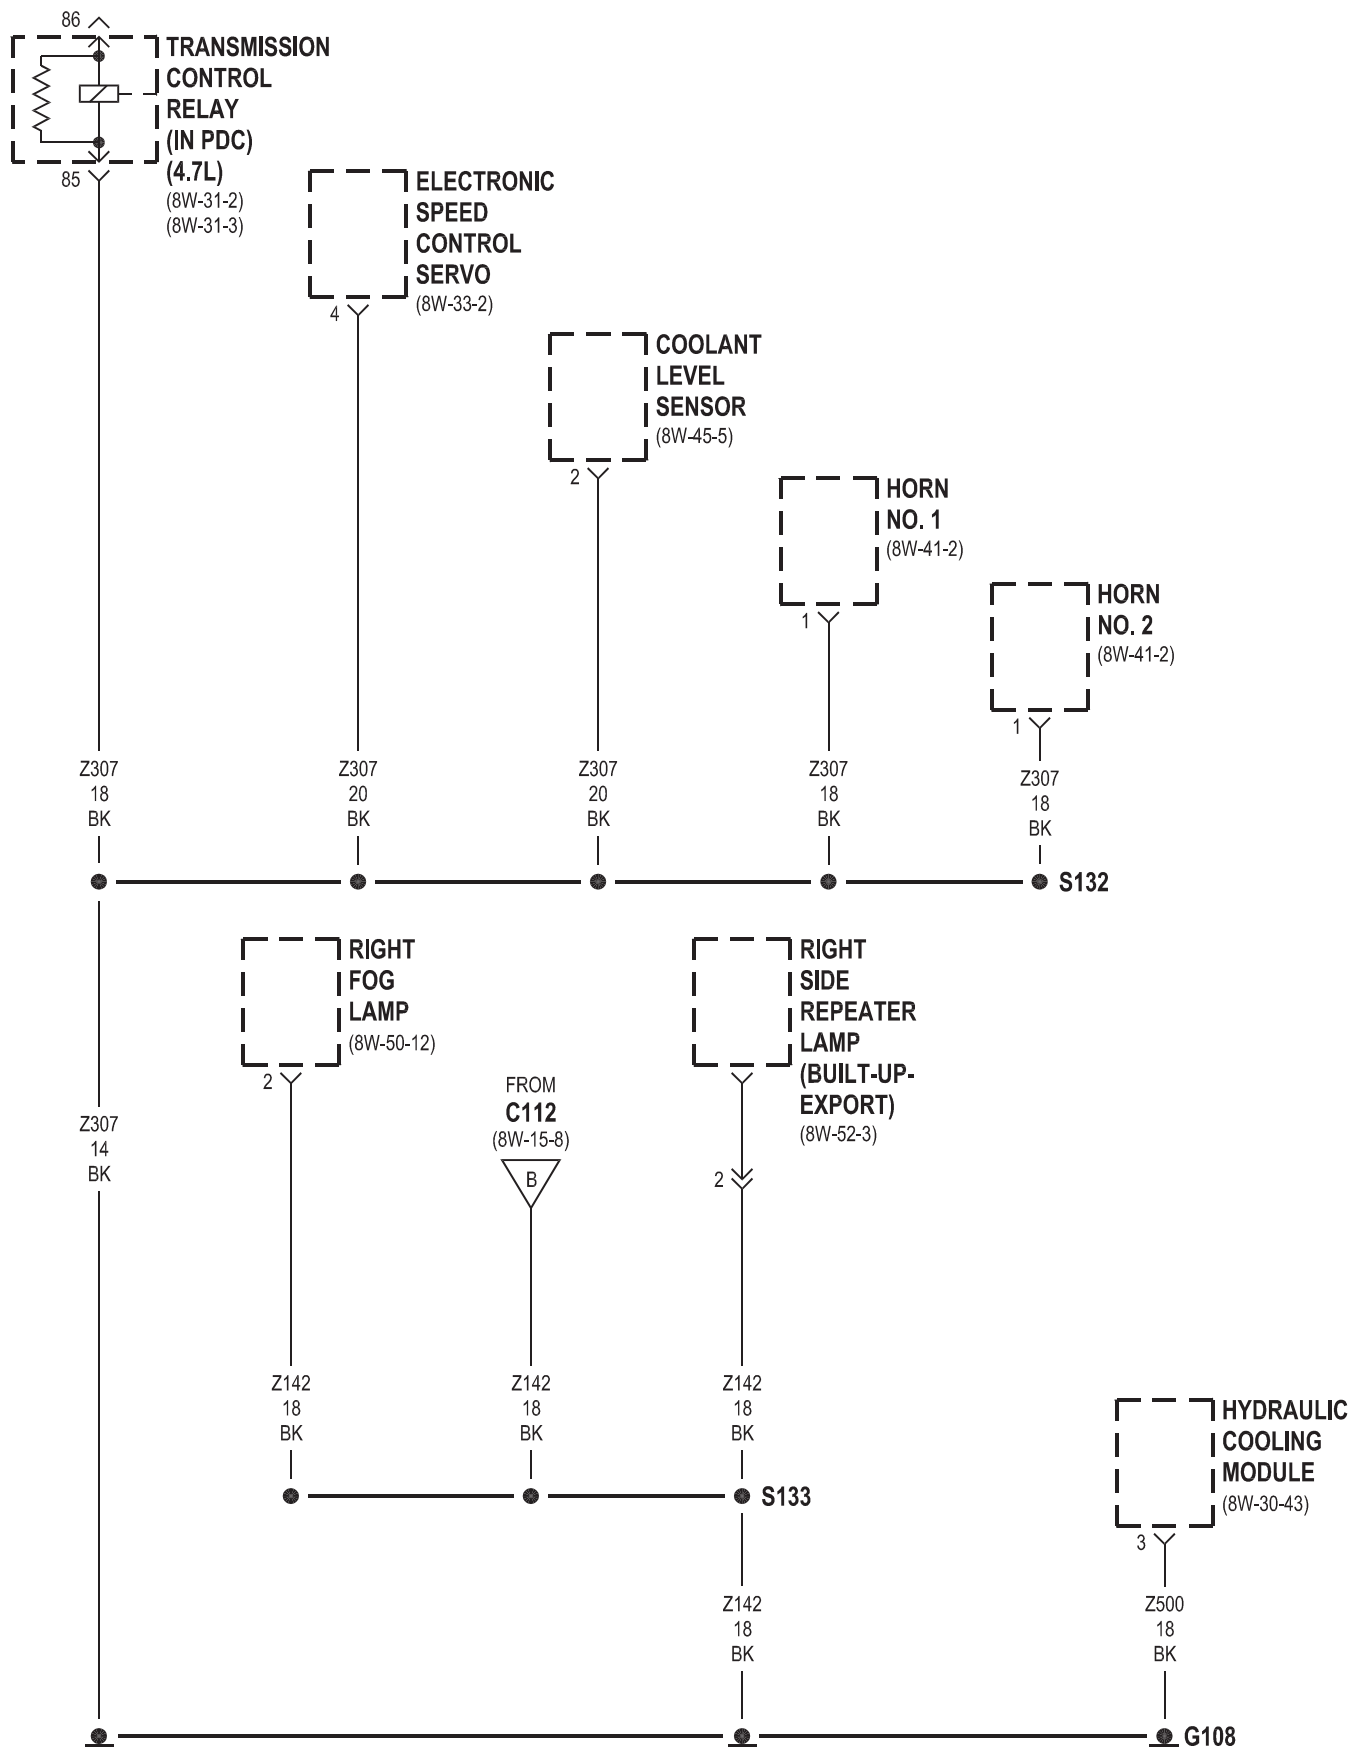 86
TRANSMISSION
CONTROL
RELAY
(IN PDC)
(4.7L)
(8W-31-2)
(8W-31-3)
85
ELECTRONIC
SPEED
CONTROL
SERVO
(8W-33-2)
4
COOLANT
LEVEL
SENSOR
(8W-45-5)
2
HORN
NO. 1
(8W-41-2)
1
HORN
NO. 2
(8W-41-2)
1
Z307
18
BK
Z307
20
BK
Z307
20
BK
Z307
18
BK
Z307
18
BK
S132
RIGHT
FOG
LAMP
(8W-50-12)
2
FROM
C112
(8W-15-8)
B
RIGHT
SIDE
REPEATER
LAMP
(BUILT-UP-
EXPORT)
(8W-52-3)
2
Z307
14
BK
Z142
18
BK
Z142
18
BK
Z142
18
BK
S133
HYDRAULIC
COOLING
MODULE
(8W-30-43)
3
Z142
18
BK
Z500
18
BK
G108